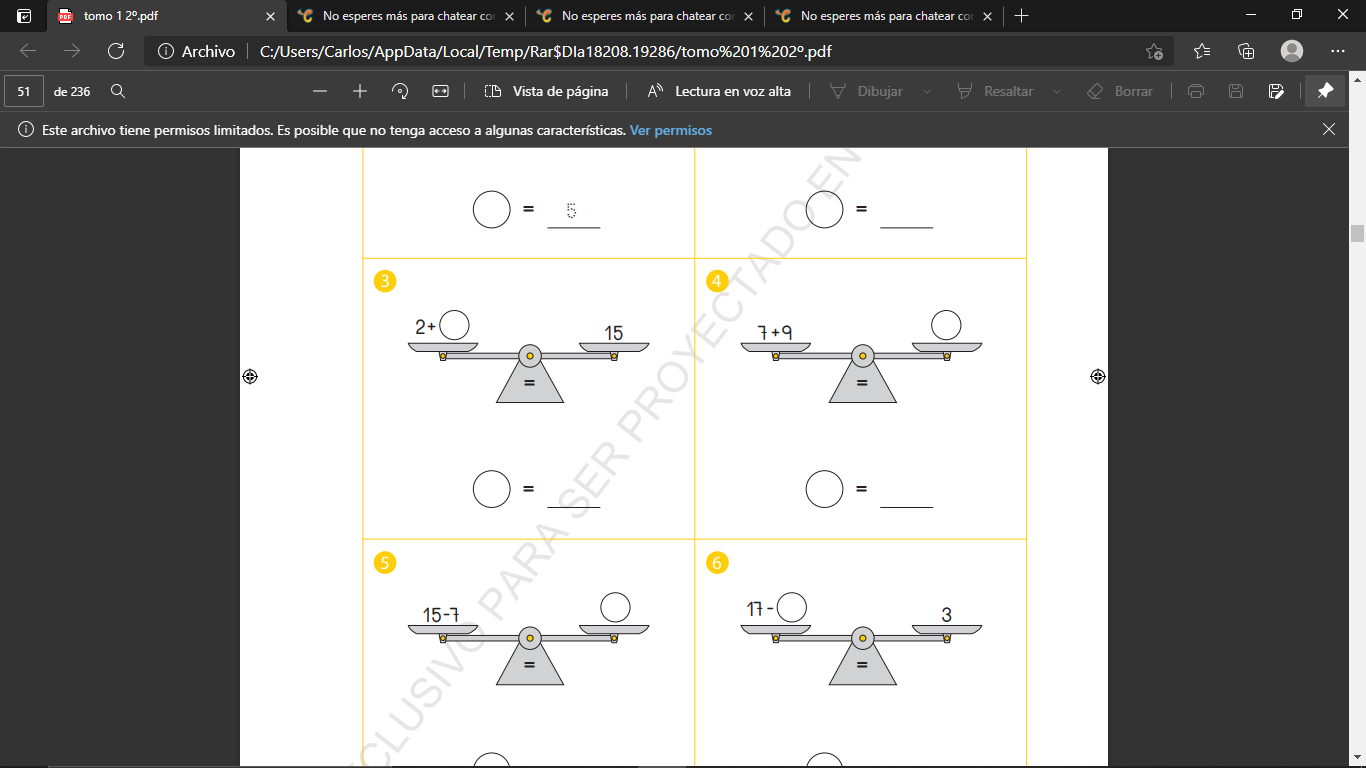 tomo 1 2º.pdf
No esperes más para chatear co
No esperes más para chatear co
No esperes más para chatear co
Archivo
C:/Users/Carlos/AppData/Local/Temp/Rar$DIa18208.19286/tomo%201%202º.pdf
51 de 236
Vista de página
Lectura en voz alta
Dibujar
Resaltar
Borrar
Este archivo tiene permisos limitados. Es posible que no tenga acceso a algunas características. Ver permisos
= 5
=
3
2+
15
=
=
4
7+9
=
=
5
15-7
=
6
17-
3
=
EXCLUSIVO PARA SER PROYECTADO EN